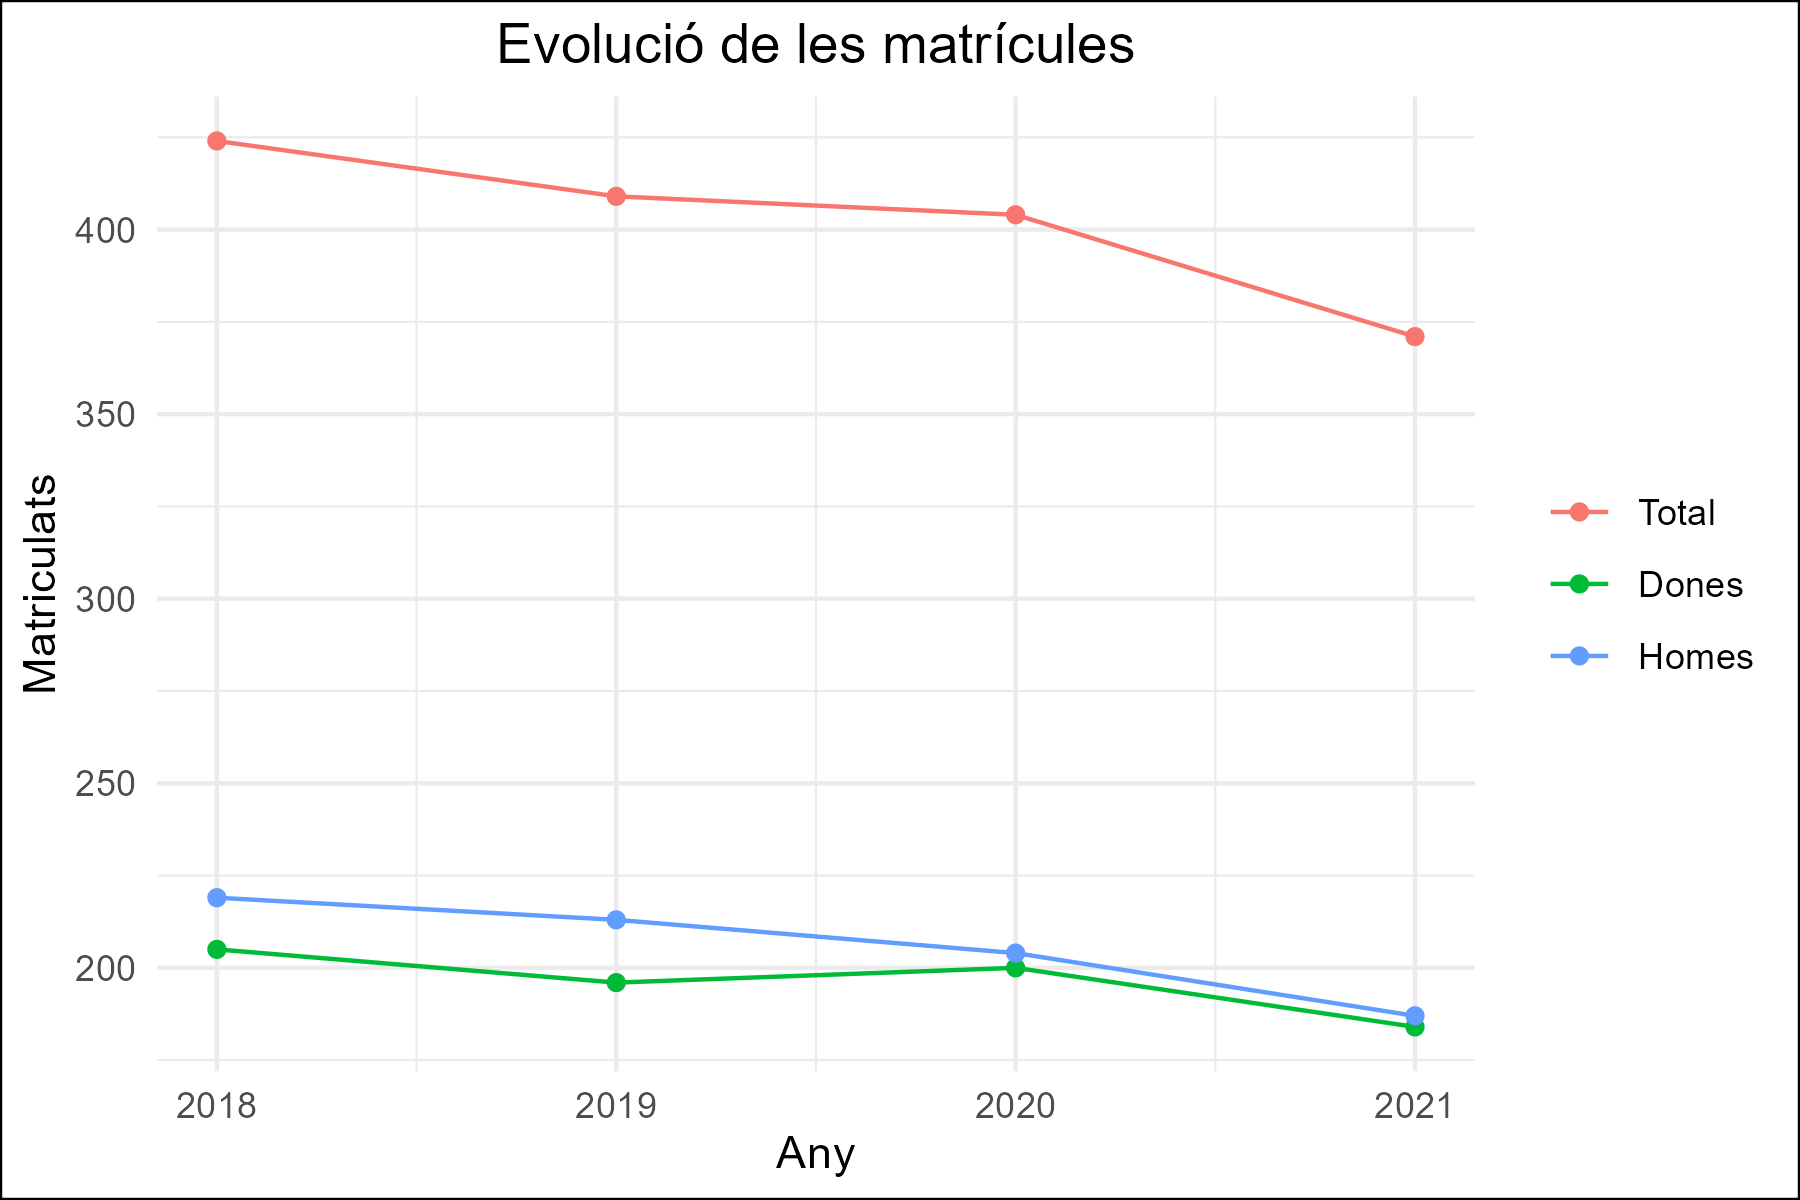 Evolució de les matrícules
Matriculats
400
350
300
250
200
2018 2019 2020 2021
Any
Total
Dones
Homes